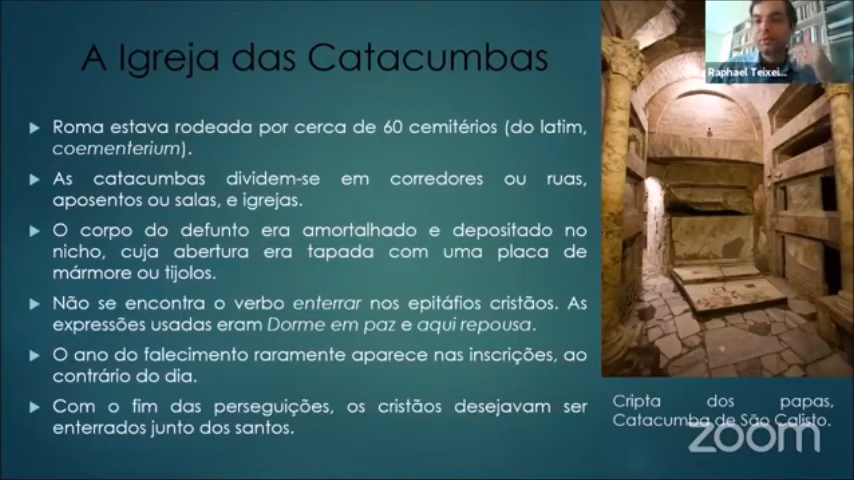 A Igreja das Catacumbas
Roma estava rodeada por cerca de 60 cemitérios (do latim,
coementerium).
As catacumbas dividem-se em corredores ou ruas,
aposentos ou salas, e igrejas.
O corpo do defunto era amortalhado e depositado no
nicho, cuja abertura era tapada com uma placa de
mármore ou tijolos.
Não se encontra o verbo enterrar nos epitáfios cristãos. As
expressões usadas eram Dorme em paz e aqui repousa.
O ano do falecimento raramente aparece nas inscrições, ao
contrário do dia.
Com o fim das perseguições, os cristãos desejavam ser
enterrados junto dos santos.
Raphael Teixei...
Cripta dos papas,
Catacumba de São Calisto.
zoom